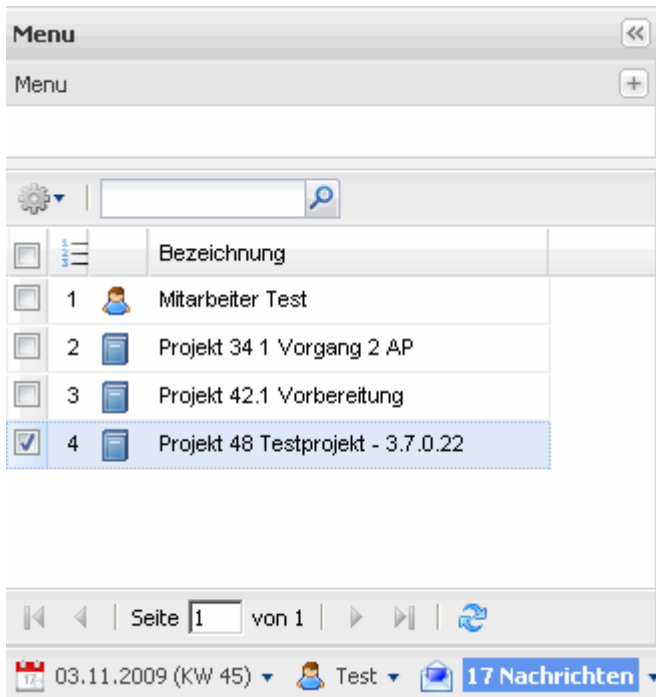 Menu
Menu
Bezeichnung
1 Mitarbeiter Test
2 Projekt 34 1 Vorgang 2 AP
3 Projekt 42.1 Vorbereitung
4 Projekt 48 Testprojekt - 3.7.0.22
Seite 1 von 1
03.11.2009 (KW 45) Test 17 Nachrichten